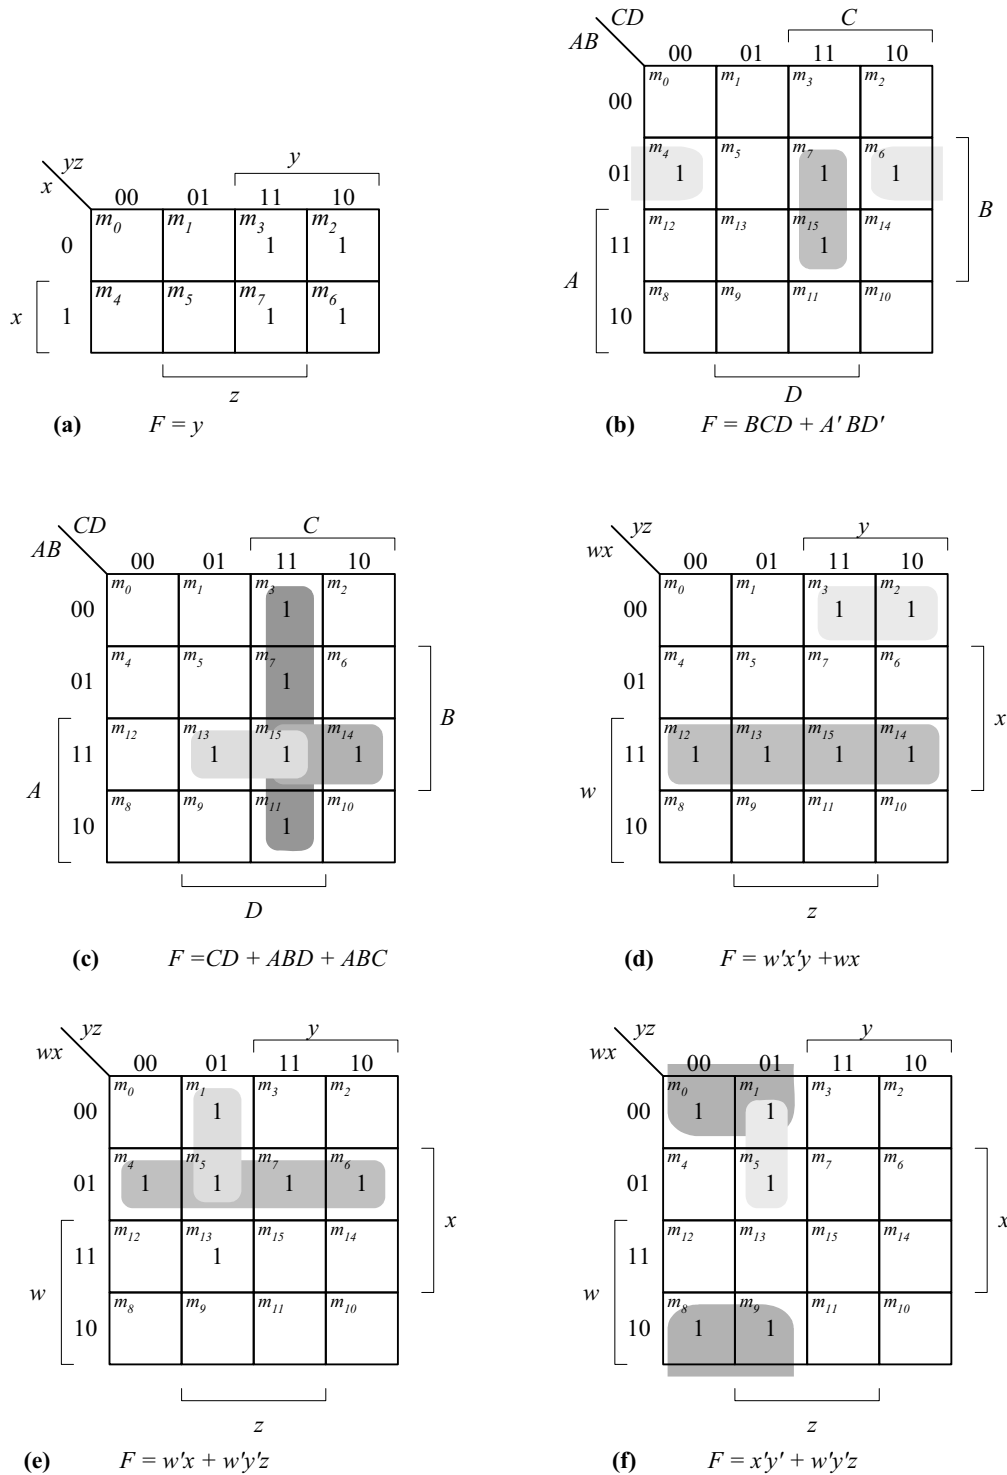 yz
y
x
00 01 11 10
m0 m1 m3 m2
0 1 1
m4 m5 m7 m6
x 1 1 1
z
(a) F = y
CD
C
AB
00 01 11 10
m0 m1 m3 m2
00
m4 m5 m7 m6
01 1 1 1
B
m12 m13 m15 m14
11 1
A
m8 m9 m11 m10
10
D
(b) F = BCD + A' BD'
CD
C
AB
00 01 11 10
m0 m1 m3 m2
00 1
m4 m5 m7 m6
01 1
B
m12 m13 m15 m14
11 1 1 1
A
m8 m9 m11 m10
10 1
D
(c) F =CD + ABD + ABC
yz
y
wx
00 01 11 10
m0 m1 m3 m2
00 1 1
m4 m5 m7 m6
01
x
m12 m13 m15 m14
11 1 1 1 1
w
m8 m9 m11 m10
10
z
(d) F = w'x'y +wx
yz
y
wx
00 01 11 10
m0 m1 m3 m2
00 1
m4 m5 m7 m6
01 1 1 1 1
x
m12 m13 m15 m14
11 1
w
m8 m9 m11 m10
10
z
(e) F = w'x + w'y'z
yz
y
wx
00 01 11 10
m0 m1 m3 m2
00 1 1
m4 m5 m7 m6
01 1
x
m12 m13 m15 m14
11
w
m8 m9 m11 m10
10 1 1
z
(f) F = x'y' + w'y'z